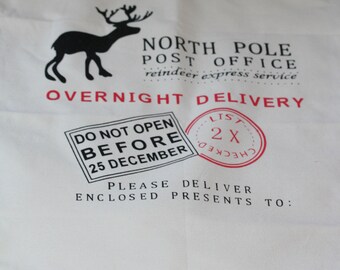 NORTH POLE
POST OFFICE
reindeer express service
OVERNIGHT DELIVERY
DO NOT OPEN
BEFORE
25 DECEMBER
LIST
2 X
CHECKED
PLEASE DELIVER
ENCLOSED PRESENTS TO: